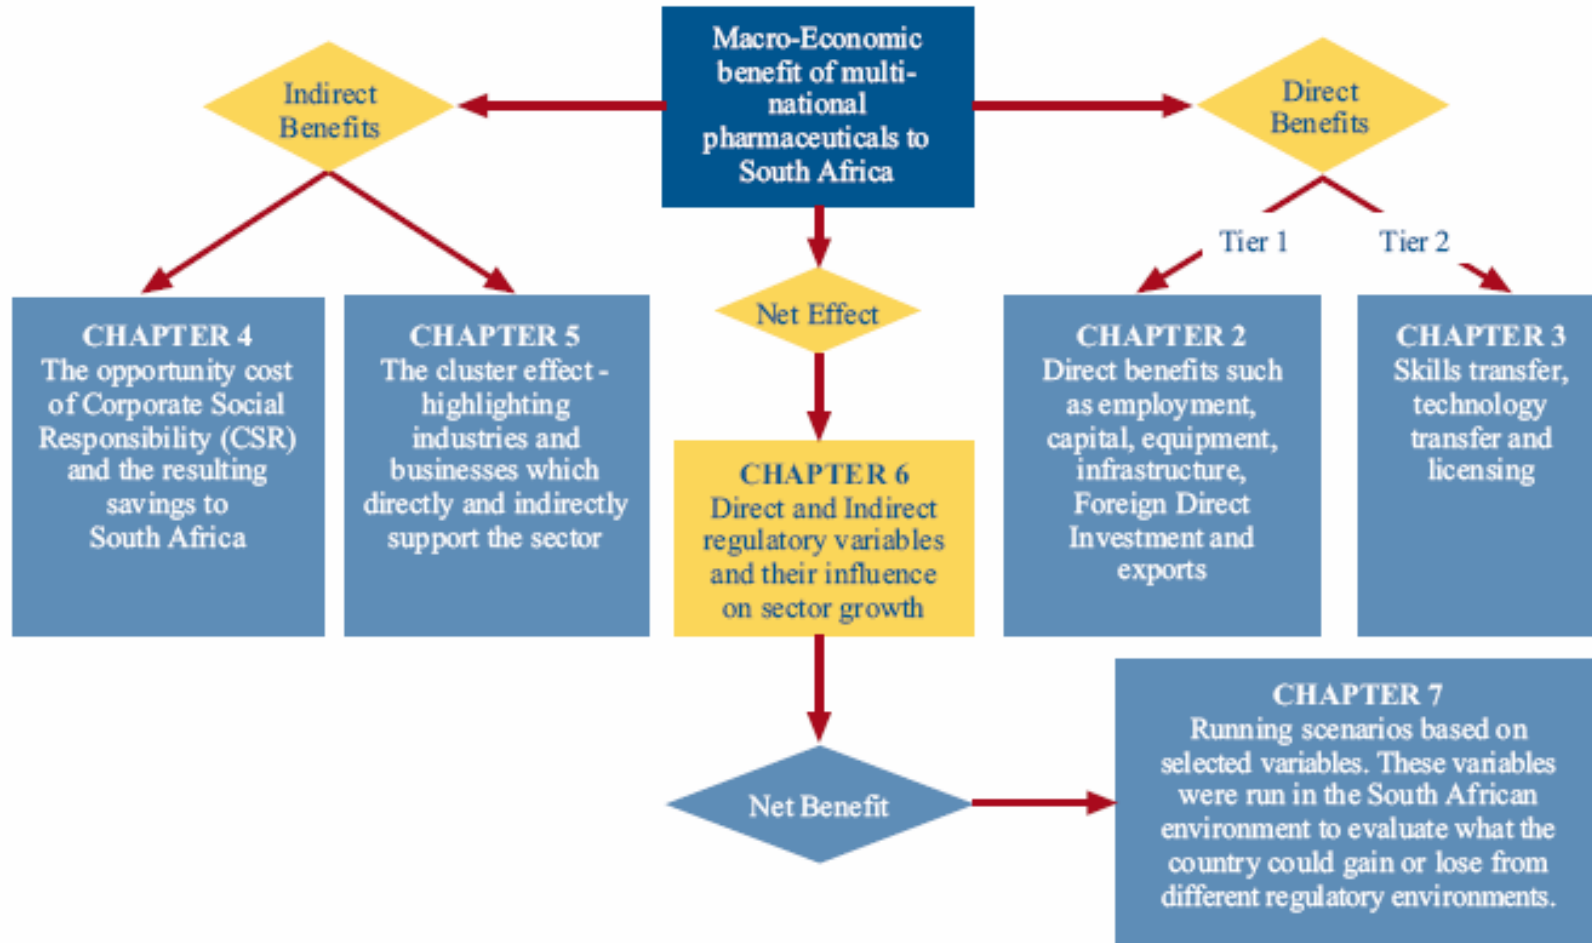 Macro-Economic
benefit of multi-
national
pharmaceuticals to
South Africa
Indirect
Benefits
Direct
Benefits
Tier 1
Tier 2
Net Effect
CHAPTER 4
The opportunity cost
of Corporate Social
Responsibility (CSR)
and the resulting
savings to
South Africa
CHAPTER 5
The cluster effect -
highlighting
industries and
businesses which
directly and indirectly
support the sector
CHAPTER 6
Direct and Indirect
regulatory variables
and their influence
on sector growth
CHAPTER 2
Direct benefits such
as employment,
capital, equipment,
infrastructure,
Foreign Direct
Investment and
exports
CHAPTER 3
Skills transfer,
technology
transfer and
licensing
Net Benefit
CHAPTER 7
Running scenarios based on
selected variables. These variables
were run in the South African
environment to evaluate what the
country could gain or lose from
different regulatory environments.